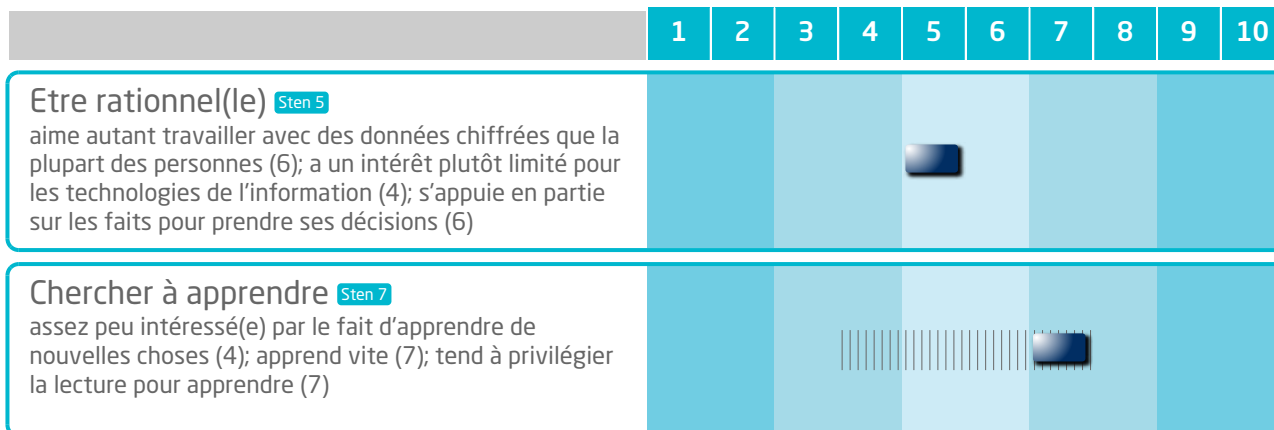 1 2 3 4 5 6 7 8 9 10
Etre rationnel(le) Sten 5
aime autant travailler avec des données chiffrées que la
plupart des personnes (6); a un intérêt plutôt limité pour
les technologies de l'information (4); s'appuie en partie
sur les faits pour prendre ses décisions (6)
Chercher à apprendre Sten 7
assez peu intéressé(e) par le fait d'apprendre de
nouvelles choses (4); apprend vite (7); tend à privilégier
la lecture pour apprendre (7)